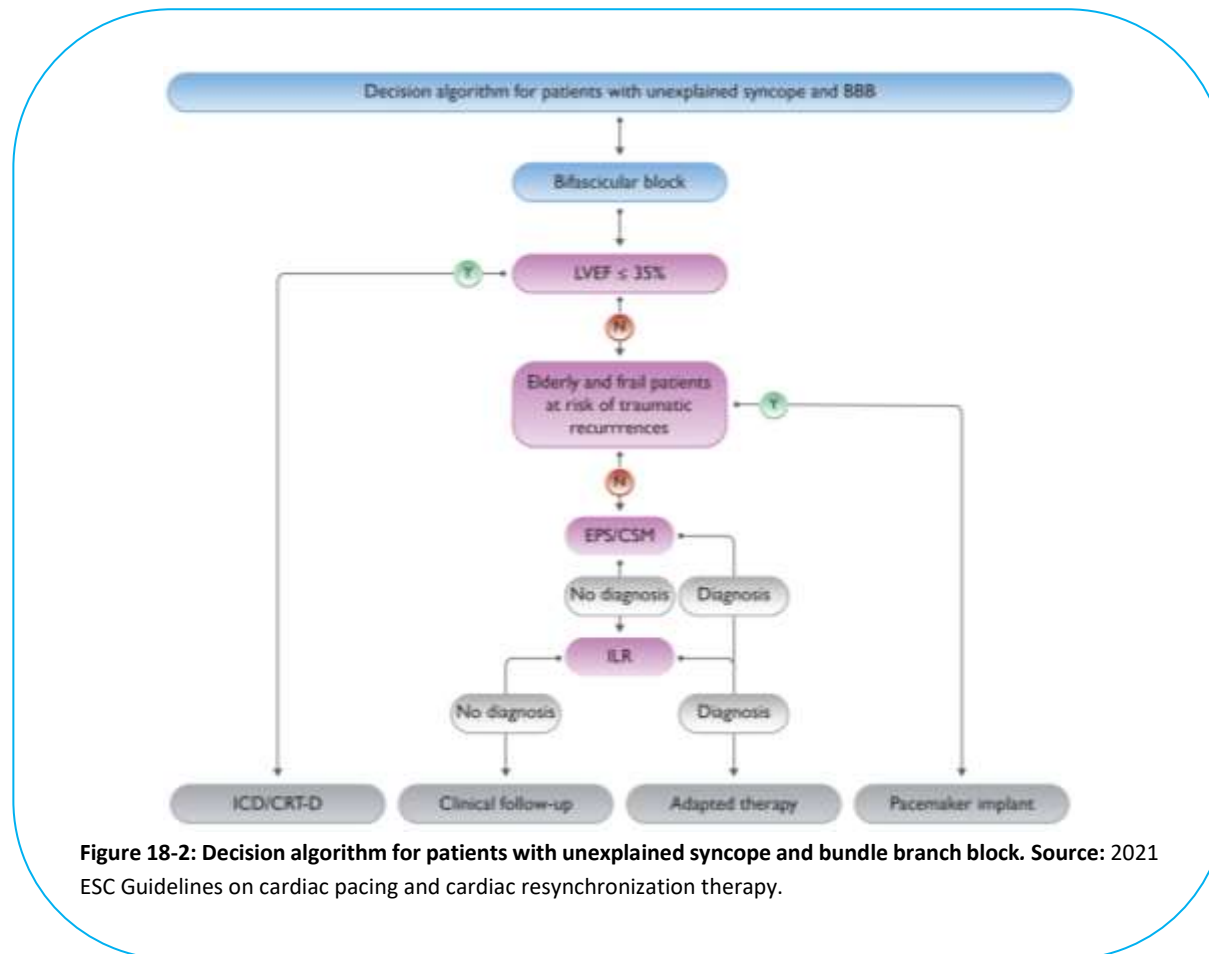 Decision algorithm for patients with unexplained syncope and BBB
Bifascicular block
LVEF ≤ 35%
Y
N
Elderly and frail patients
at risk of traumatic
recurrrences
Y
N
EPS/CSM
No diagnosis
Diagnosis
ILR
No diagnosis
Diagnosis
ICD/CRT-D
Clinical follow-up
Adapted therapy
Pacemaker implant
Figure 18-2: Decision algorithm for patients with unexplained syncope and bundle branch block. Source: 2021
ESC Guidelines on cardiac pacing and cardiac resynchronization therapy.